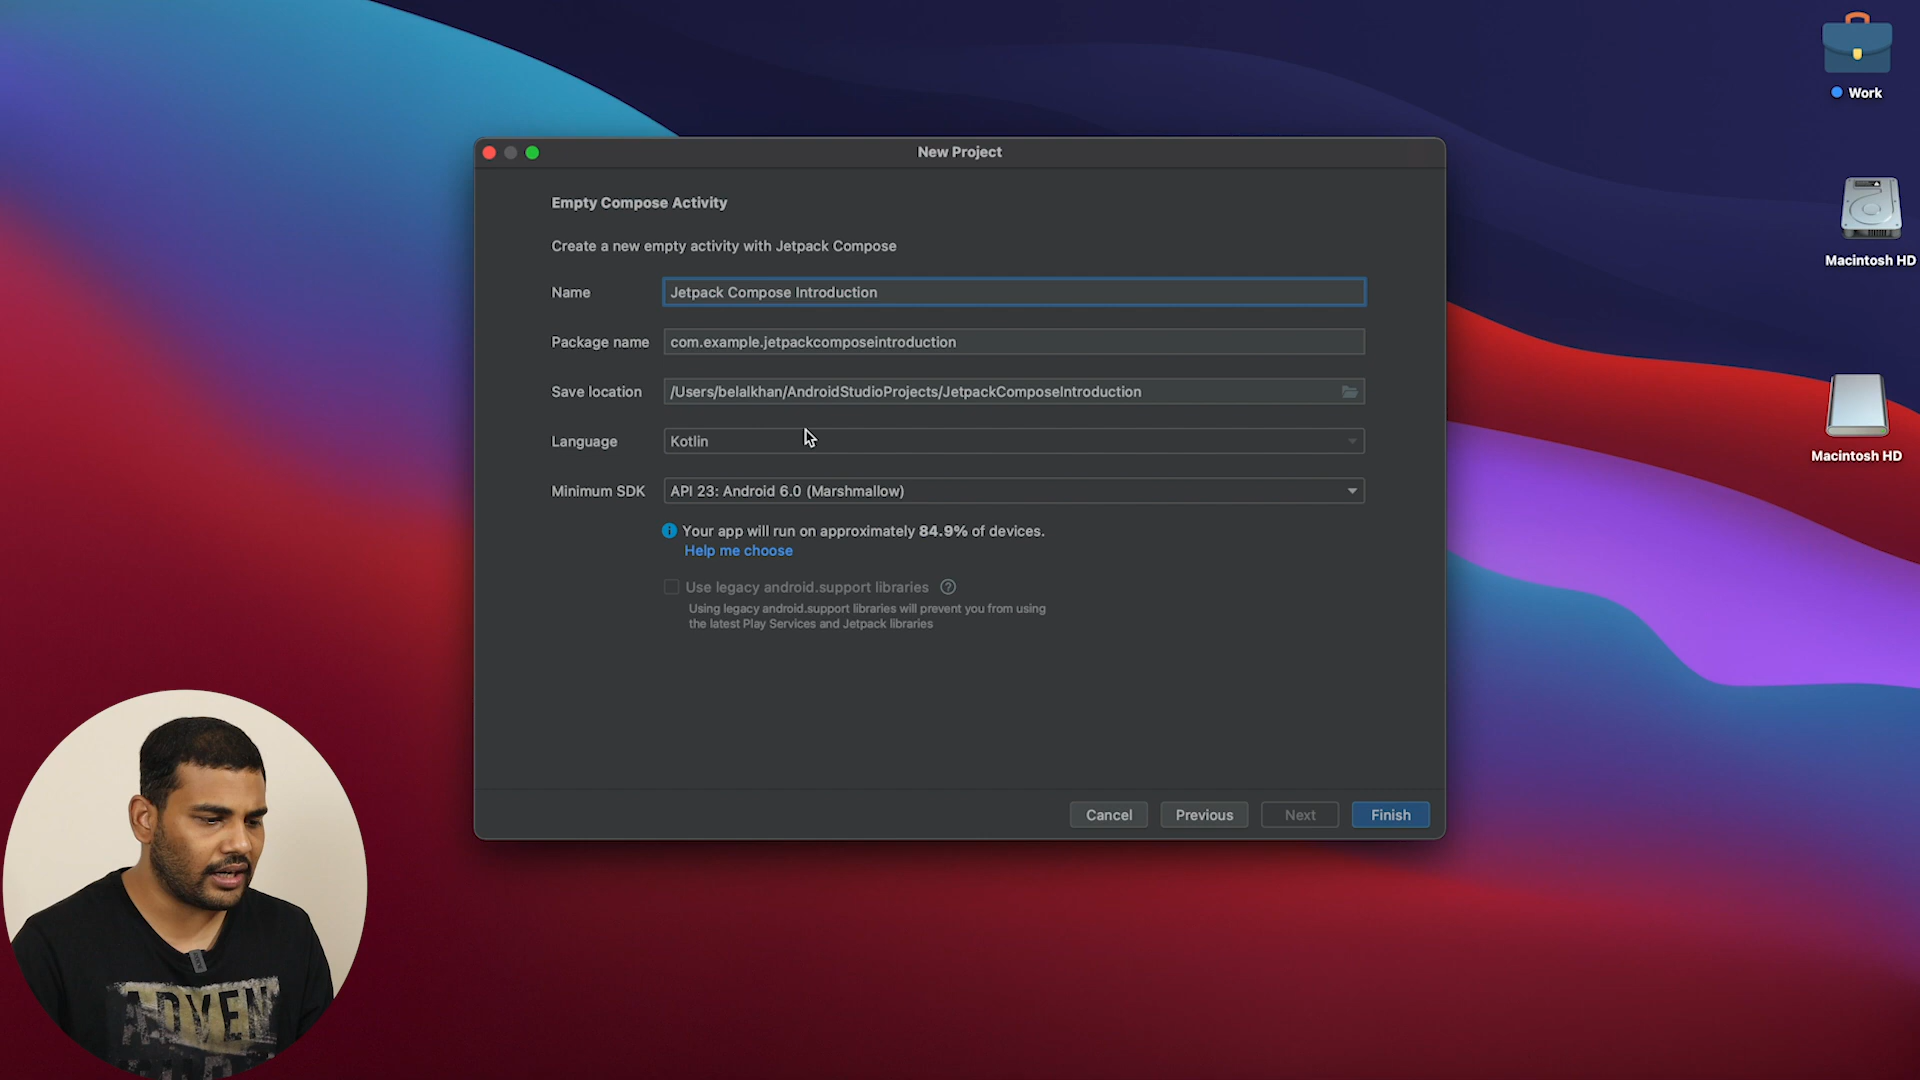 Work
Macintosh HD
Macintosh HD
New Project
Empty Compose Activity
Create a new empty activity with Jetpack Compose
Name Jetpack Compose Introduction
Package name com.example.jetpackcomposeintroduction
Save location /Users/belalkhan/AndroidStudioProjects/JetpackComposeIntroduction
Language Kotlin
Minimum SDK API 23: Android 6.0 (Marshmallow)
Your app will run on approximately 84.9% of devices.
Help me choose
Use legacy android.support libraries ?
Using legacy android.support libraries will prevent you from using
the latest Play Services and Jetpack libraries
Cancel Previous Next Finish